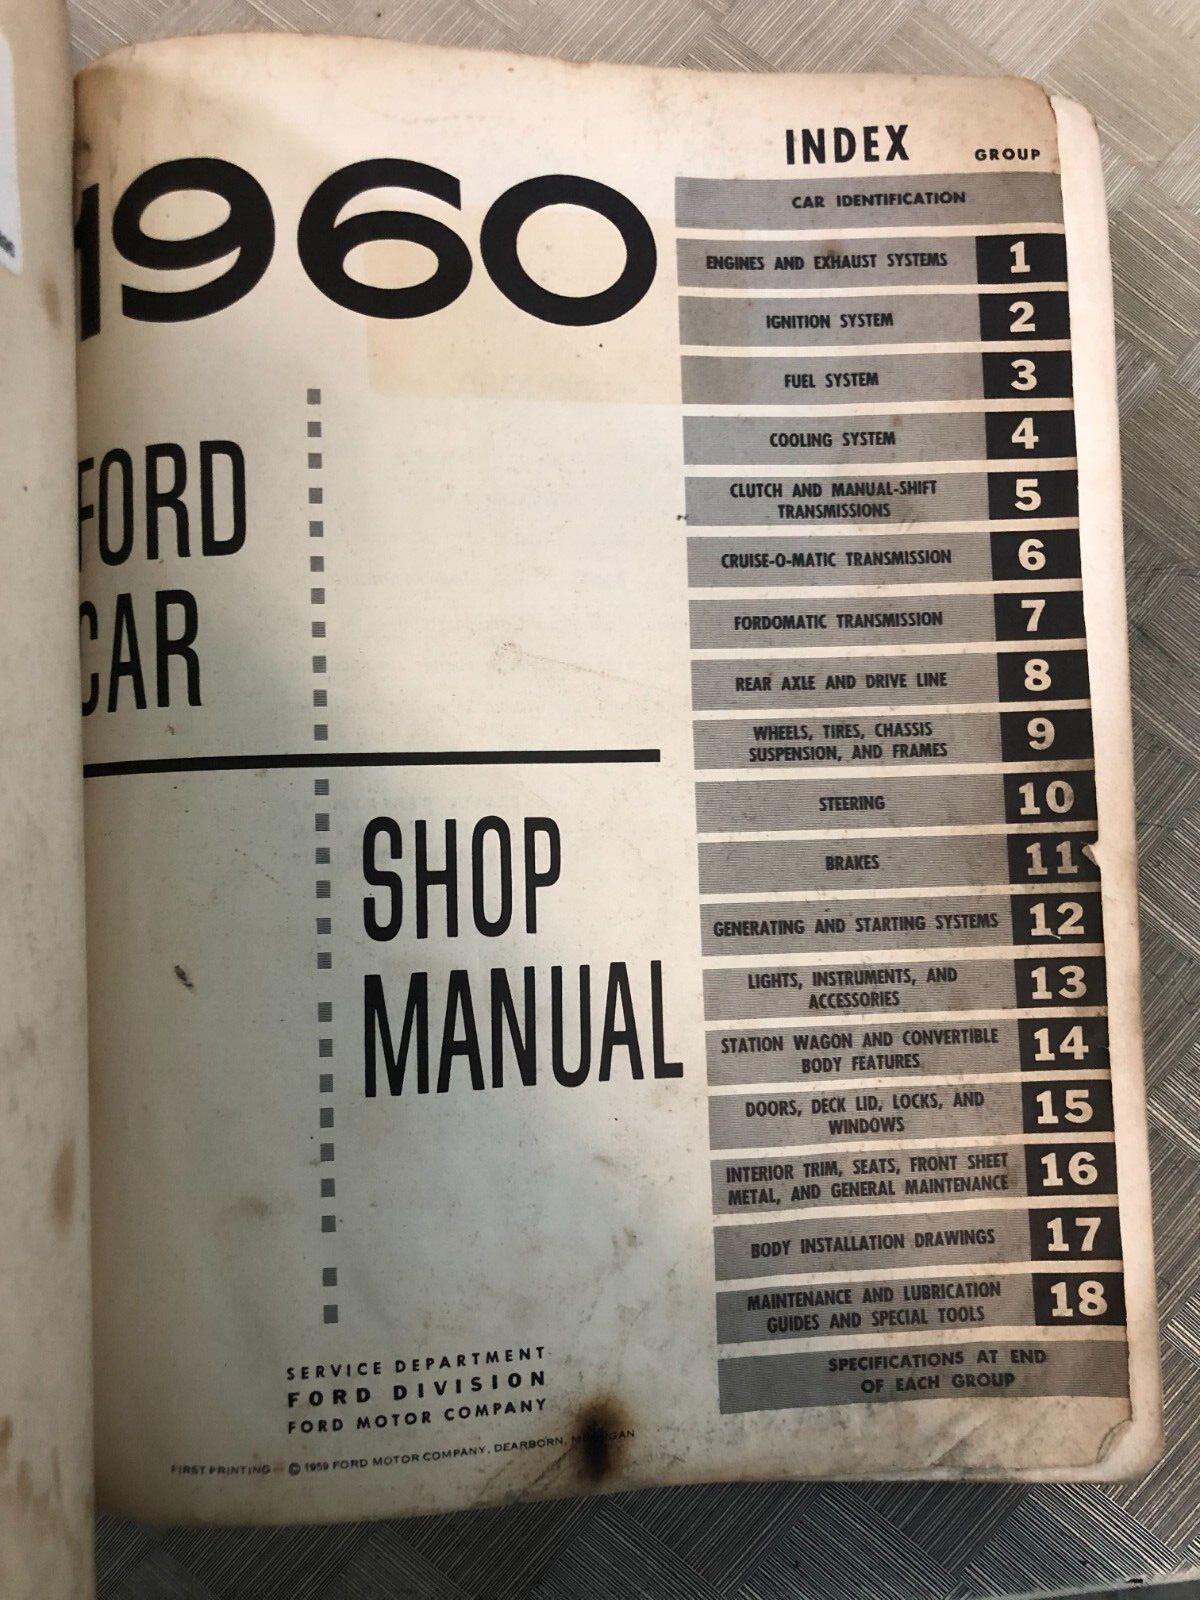 1960
FORD
CAR
SHOP
MANUAL
SERVICE DEPARTMENT
FORD DIVISION
FORD MOTOR COMPANY
FIRST PRINTING — © 1959 FORD MOTOR COMPANY, DEARBORN,
INDEX
GROUP
CAR IDENTIFICATION
ENGINES AND EXHAUST SYSTEMS 1
IGNITION SYSTEM 2
FUEL SYSTEM 3
COOLING SYSTEM 4
CLUTCH AND MANUAL-SHIFT
TRANSMISSIONS 5
CRUISE-O-MATIC TRANSMISSION 6
FORDOMATIC TRANSMISSION 7
REAR AXLE AND DRIVE LINE 8
WHEELS, TIRES, CHASSIS
SUSPENSION, AND FRAMES 9
STEERING 10
BRAKES 11
GENERATING AND STARTING SYSTEMS 12
LIGHTS, INSTRUMENTS, AND
ACCESSORIES 13
STATION WAGON AND CONVERTIBLE
BODY FEATURES 14
DOORS, DECK LID, LOCKS, AND
WINDOWS 15
INTERIOR TRIM, SEATS, FRONT SHEET
METAL, AND GENERAL MAINTENANCE 16
BODY INSTALLATION DRAWINGS 17
MAINTENANCE AND LUBRICATION
GUIDES AND SPECIAL TOOLS 18
SPECIFICATIONS AT END
OF EACH GROUP